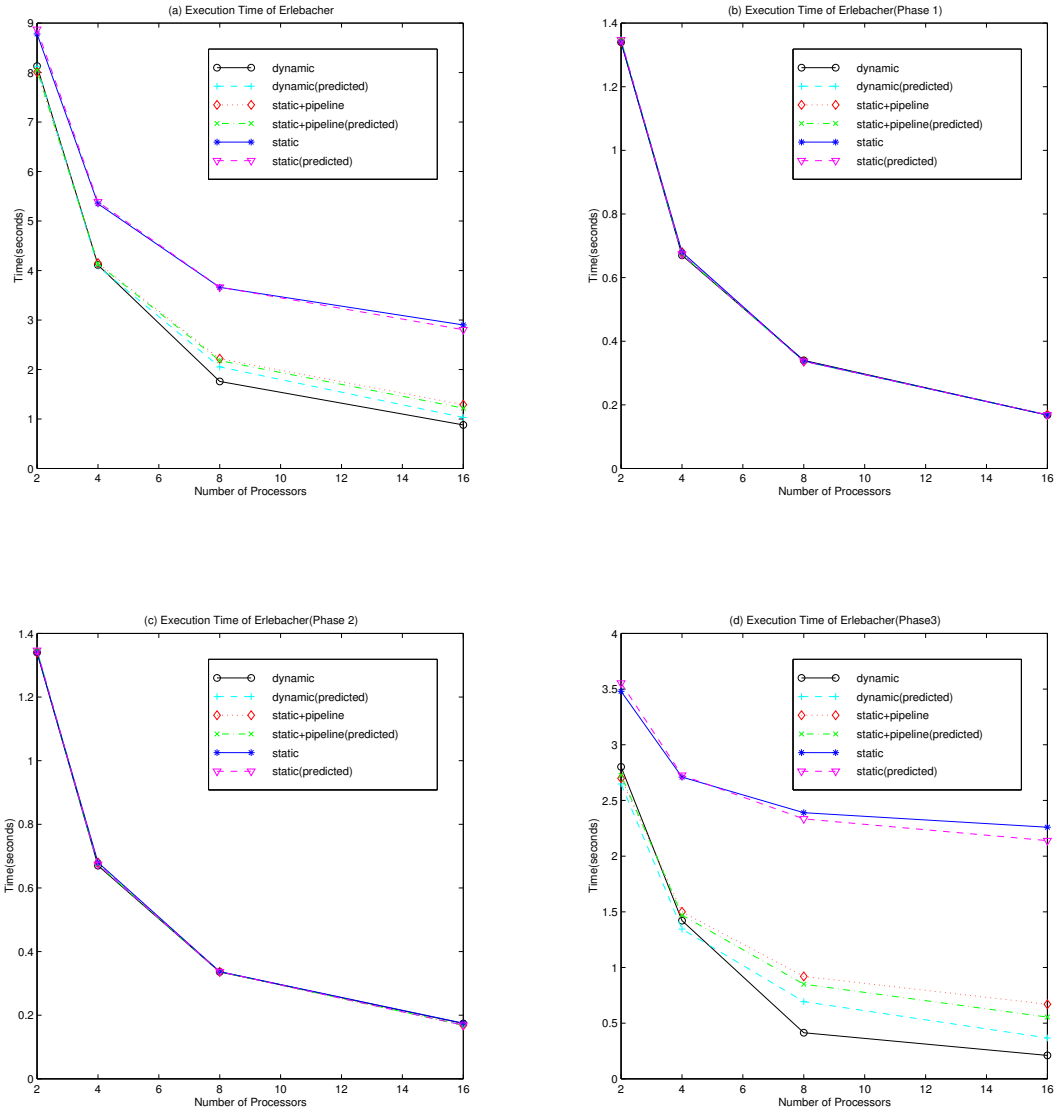 (a) Execution Time of Erlebacher
9
8
7
6
5
4
3
2
1
0
Time(seconds)
dynamic
dynamic(predicted)
static+pipeline
static+pipeline(predicted)
static
static(predicted)
2 4 6 8 10 12 14 16
Number of Processors
(b) Execution Time of Erlebacher(Phase 1)
1.4
1.2
1
0.8
0.6
0.4
0.2
0
Time(seconds)
dynamic
dynamic(predicted)
static+pipeline
static+pipeline(predicted)
static
static(predicted)
2 4 6 8 10 12 14 16
Number of Processors
(c) Execution Time of Erlebacher(Phase 2)
1.4
1.2
1
0.8
0.6
0.4
0.2
0
Time(seconds)
dynamic
dynamic(predicted)
static+pipeline
static+pipeline(predicted)
static
static(predicted)
2 4 6 8 10 12 14 16
Number of Processors
(d) Execution Time of Erlebacher(Phase3)
4
3.5
3
2.5
2
1.5
1
0.5
0
Time(seconds)
dynamic
dynamic(predicted)
static+pipeline
static+pipeline(predicted)
static
static(predicted)
2 4 6 8 10 12 14 16
Number of Processors